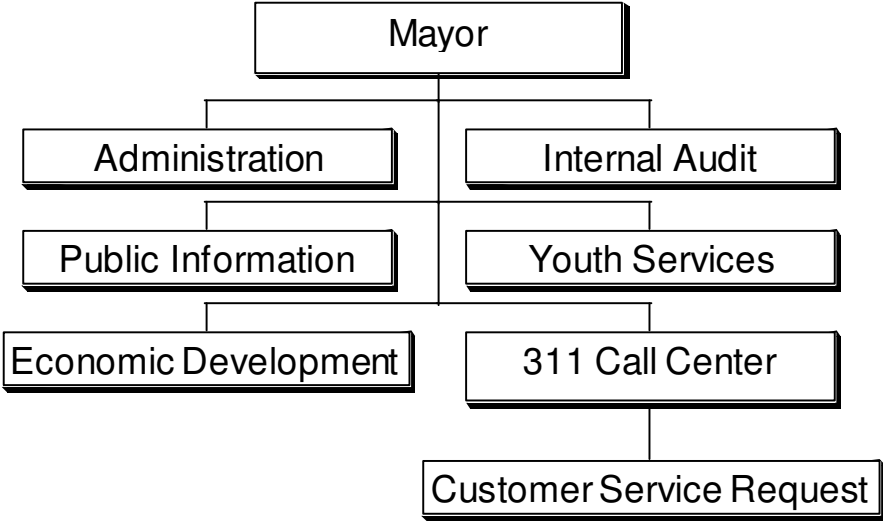 Mayor
Administration
Internal Audit
Public Information
Youth Services
Economic Development
311 Call Center
Customer Service Request